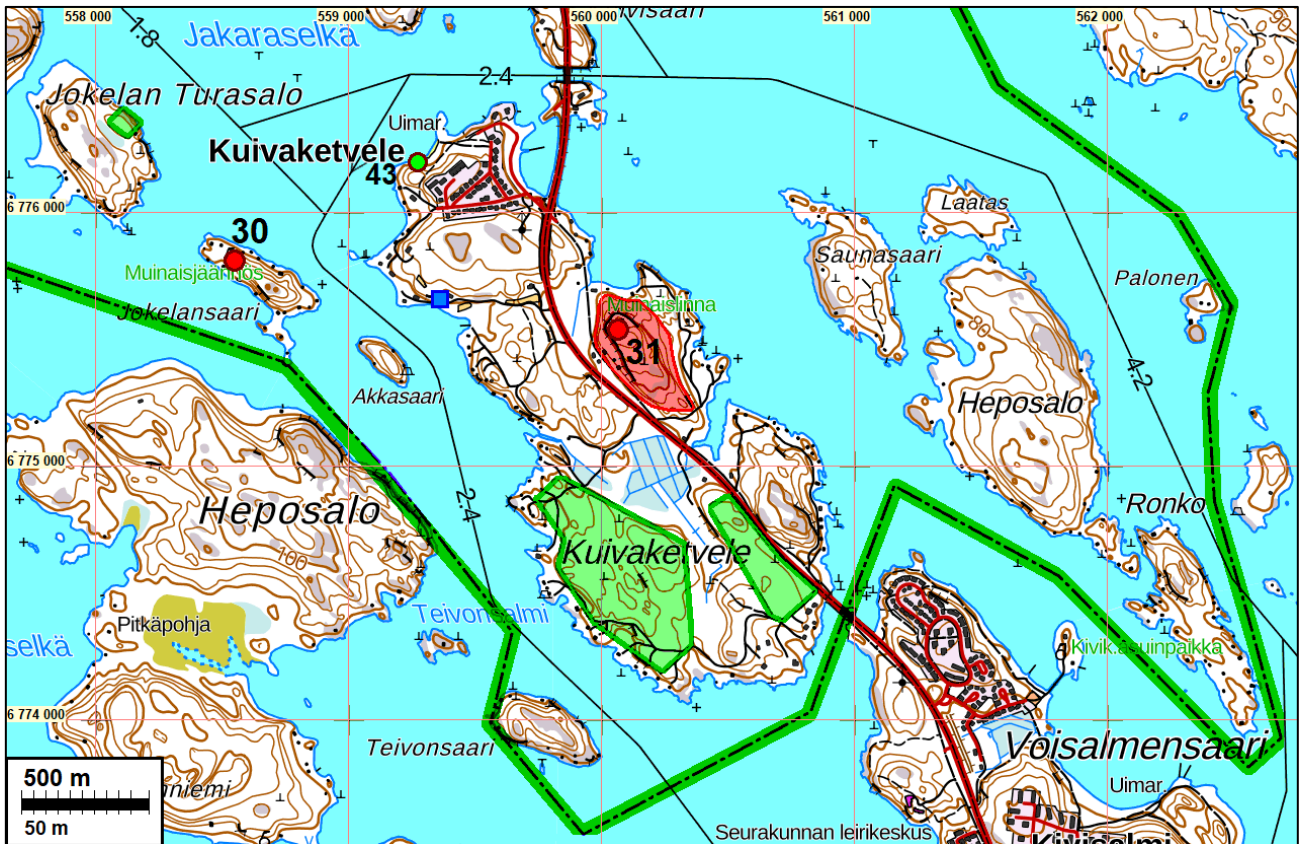 558 000
559 000
560 000
561 000
562 000
1.8
Jakaraselkä
2.4
Jokelan Turasalo
Uimar.
Kuivaketvele
43
6 776 000
30
Laatas
Saunasaari
Muinaisjäännös
Palonen
Jokelansaari
Muinaislinna
31
4.2
Akkasaari
Heposalo
6 775 000
2.4
Ronko
Heposalo
100
80
Kuivaketvele
Teivonsalmi
Pitkäpohja
selkä
Kivik.asuinpaikka
6 774 000
Teivonsaari
Voisalmensaari
500 m
Uimar.
50 m
Seurakunnan leirikeskus
Kivisalmi